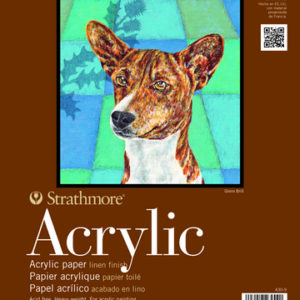 Strathmore
Acrylic
Acrylic paper linen finish
Papier acrylique papier toilé
Papel acrílico acabado en lino